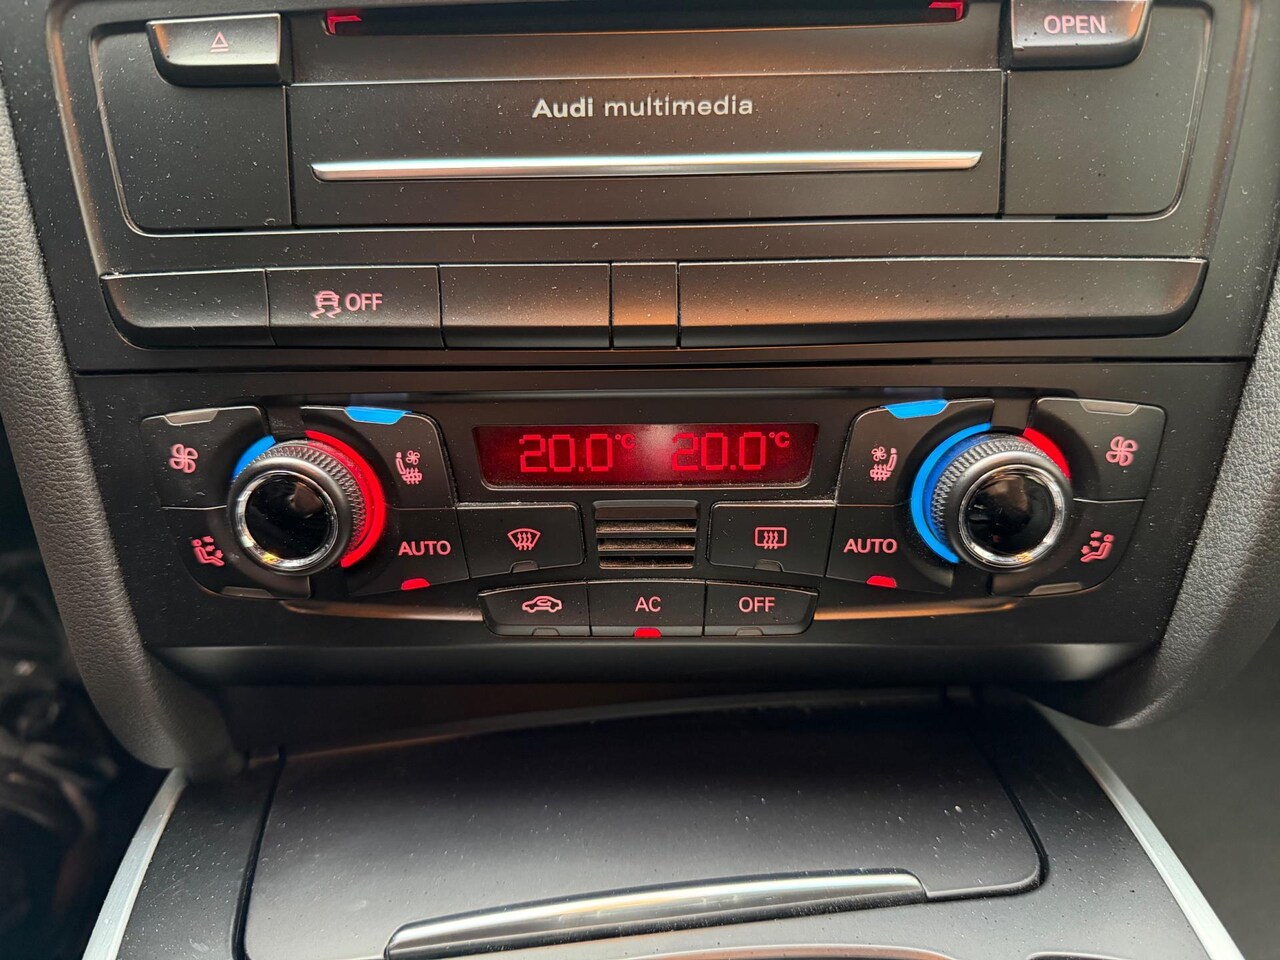 OPEN
Audi multimedia
OFF
20.0°C 20.0°C
AUTO
AUTO
AC
OFF